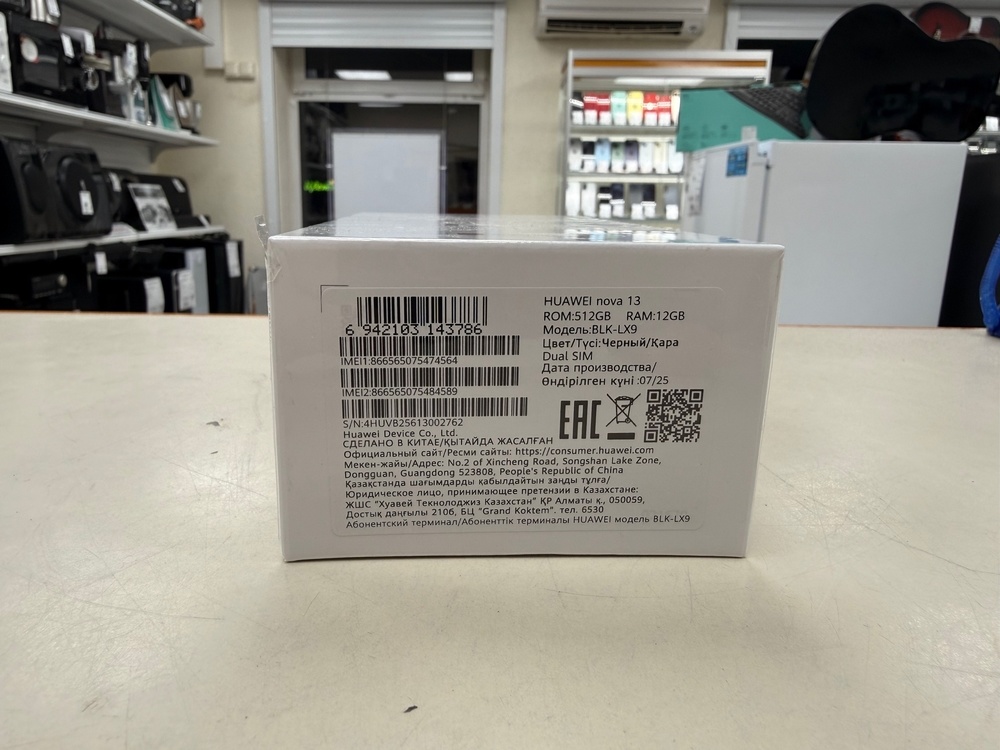 6 942103 143786
IMEI1:866565075474564
IMEI2:866565075484589
S/N:4HUVB25613002762
HUAWEI nova 13
ROM:512GB RAM:12GB
Модель:BLK-LX9
Цвет/Түсі:Черный/Қара
Dual SIM
Дата производства/
Өндірілген күні :07/25
EAC
Huawei Device Co., Ltd.
СДЕЛАНО В КИТАЕ/ҚЫТАЙДА ЖАСАЛҒАН
Официальный сайт/Ресми сайты: https://consumer.huawei.com
Мекен-жайы/Адрес: No.2 of Xincheng Road, Songshan Lake Zone,
Dongguan, Guangdong 523808, People's Republic of China
Қазақстанда шағымдарды қабылдайтын заңды тұлға/
Юридическое лицо, принимающее претензии в Казахстане:
ЖШС "Хуавей Текнолоджиз Казахстан" ҚР Алматы қ., 050059,
Достық даңғылы 210б, БЦ "Grand Koktem". тел. 6530
Абонентский терминал/Абоненттік терминалы HUAWEI модель BLK-LX9